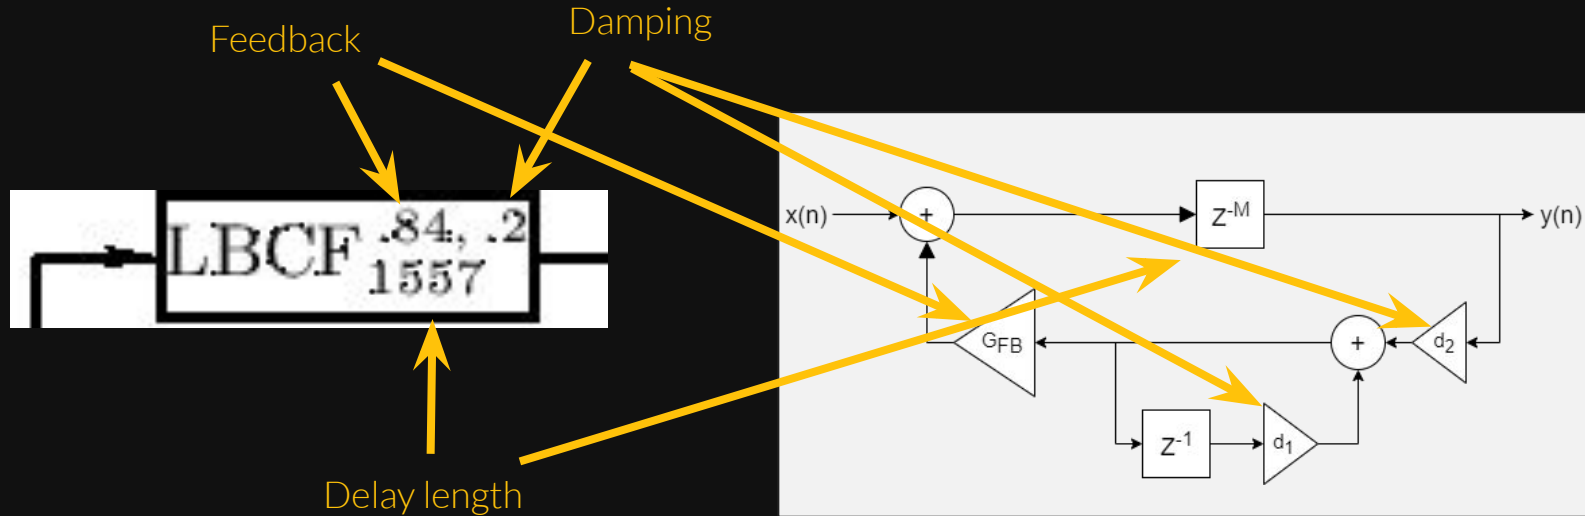 Feedback
Damping
LBCF .84, .2
1557
Delay length
x(n)
+
z-M
y(n)
GFB
+
d2
z-1
d1